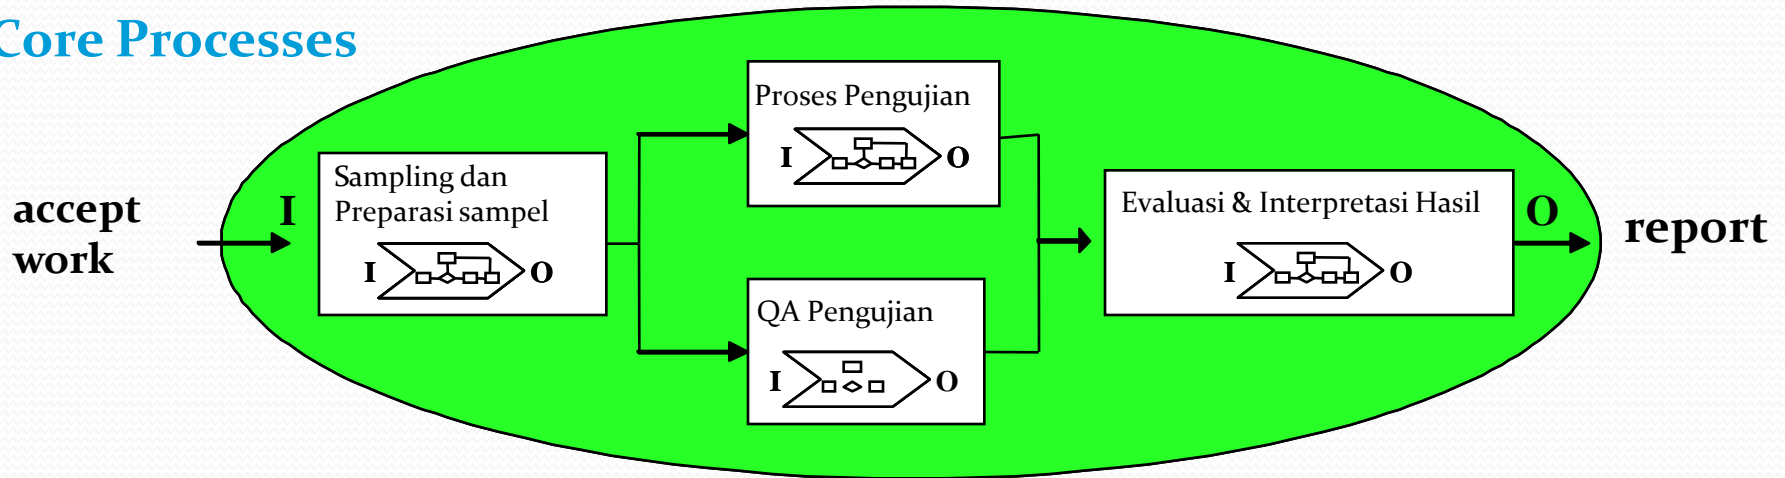 Core Processes
accept
work
I
Sampling dan
Preparasi sampel
I O
Proses Pengujian
I O
QA Pengujian
I O
Evaluasi & Interpretasi Hasil
I O
O
report